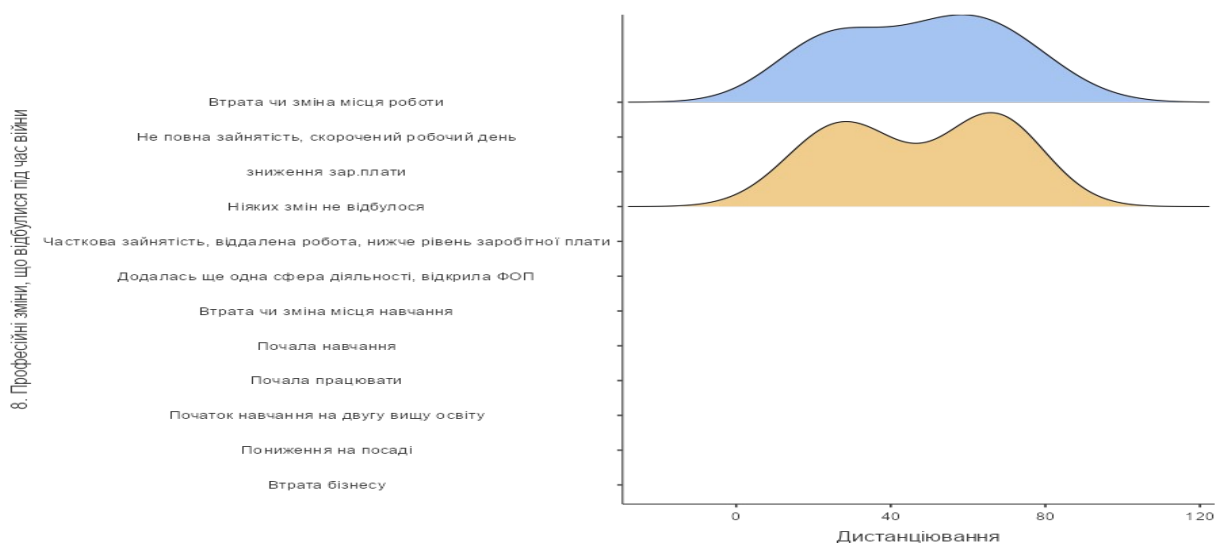 8. Професійні зміни, що відбулися під час війни
Втрата чи зміна місця роботи
Не повна зайнятість, скорочений робочий день
зниження зар.плати
Ніяких змін не відбулося
Часткова зайнятість, віддалена робота, нижче рівень заробітної плати
Додалась ще одна сфера діяльності, відкрила ФОП
Втрата чи зміна місця навчання
Почала навчання
Почала працювати
Початок навчання на двугу вищу освіту
Пониження на посаді
Втрата бізнесу
0 40 80 120
Дистанціювання